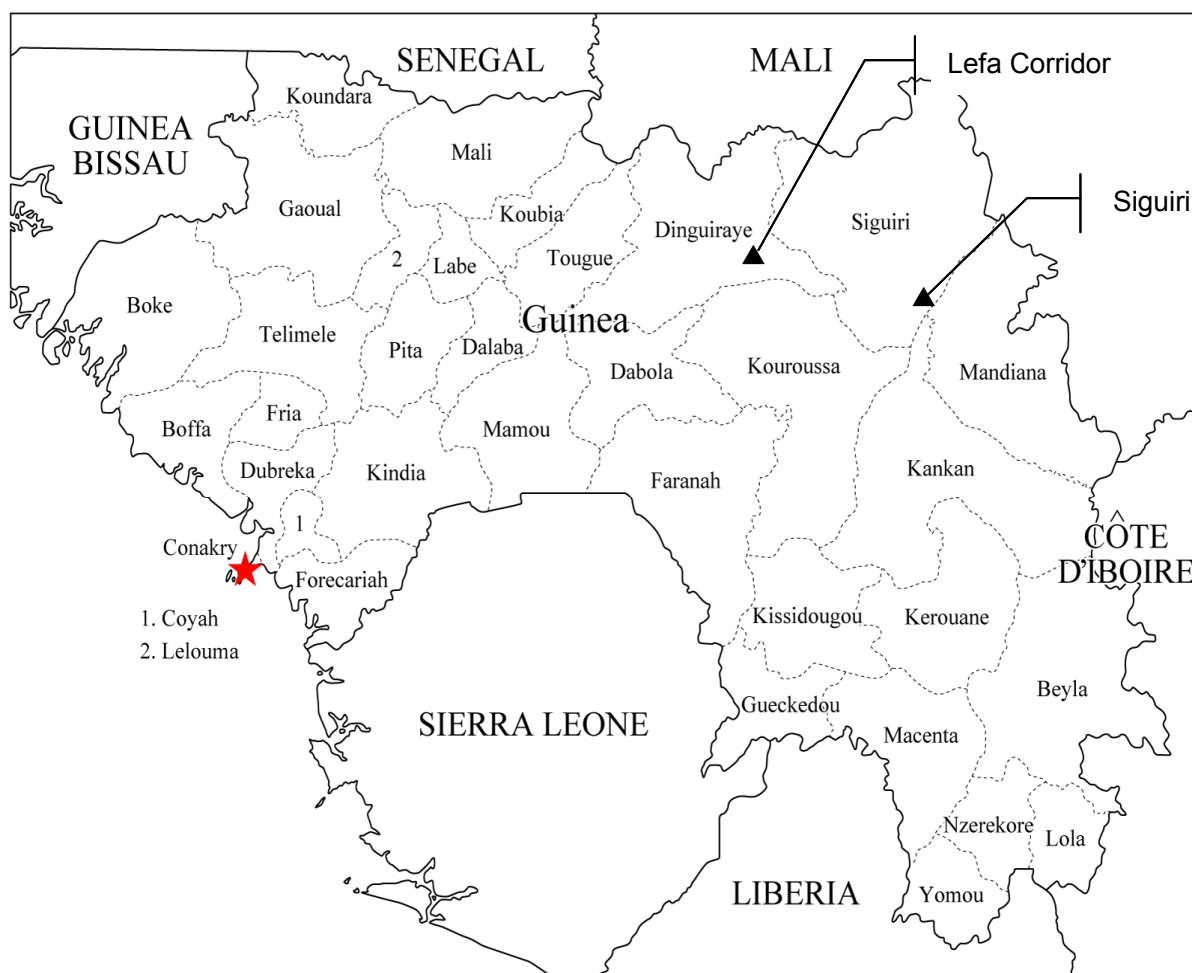 SENEGAL
MALI
Lefa Corridor
Koundara
GUINEA
BISSAU
Mali
Siguiri
Gaoual
Koubia
Dinguiraye
Siguiri
2
Labe
Tougue
Boke
Guinea
Telimele
Pita
Dalaba
Dabola
Kouroussa
Mandiana
Fria
Boffa
Mamou
Dubreka
Kindia
Faranah
Kankan
1
Conakry
CÔTE
D'IBOIRE
Forecariah
1. Coyah
2. Lelouma
Kissidougou
Kerouane
Beyla
Gueckedou
SIERRA LEONE
Macenta
Nzerekore
Lola
LIBERIA
Yomou